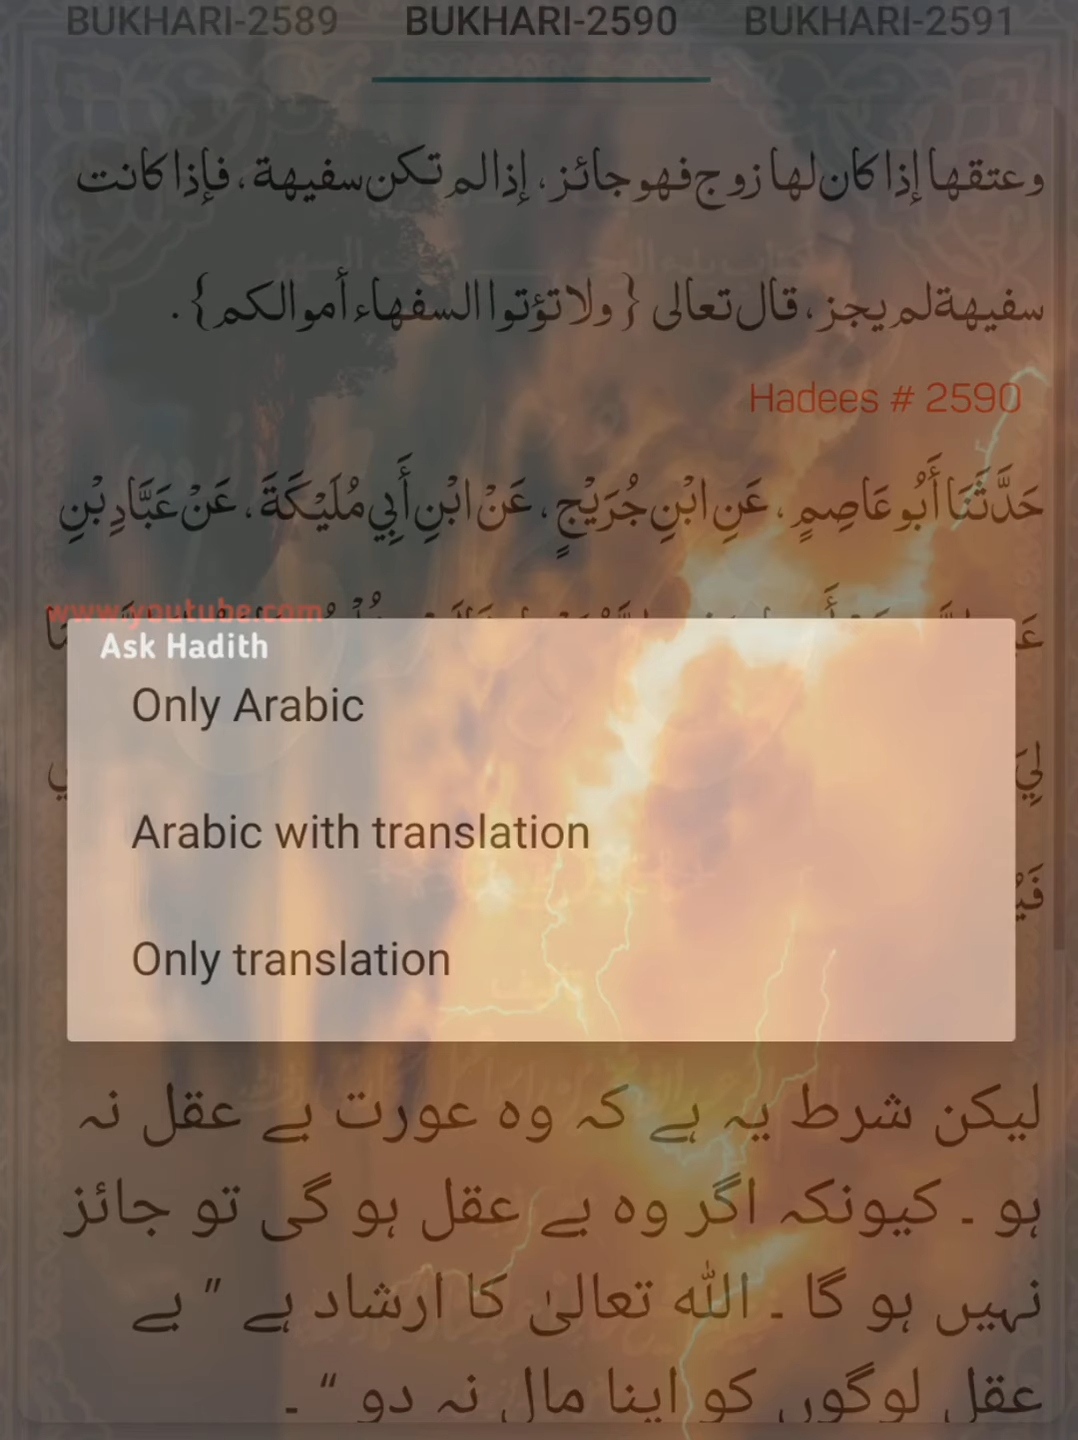 BUKHARI-2589 BUKHARI-2590 BUKHARI-2591
وعتقها إذا كان لها زوج فهو جائز، إذا لم تكن سفيهة، فإذا كانت
سفيهة لم يجز، قال تعالى {ولا تؤتوا السفهاء أموالكم}.
Hadees # 2590
حَدَّثَنَا أَبُو عَاصِمٍ، عَنِ ابْنِ جُرَيْجٍ، عَنْ ابْنِ أَبِي مُلَيْكَةَ، عَنْ عَبَّادِ بْنِ
www.youtube.com
Ask Hadith
Only Arabic
Arabic with translation
Only translation
لیکن شرط یہ ہے کہ وہ عورت بے عقل نہ
ہو ۔ کیونکہ اگر وہ بے عقل ہو گی تو جائز
نہیں ہو گا ۔ اللہ تعالیٰ کا ارشاد ہے ” بے
عقل لوگوں کو اپنا مال نہ دو “ ۔